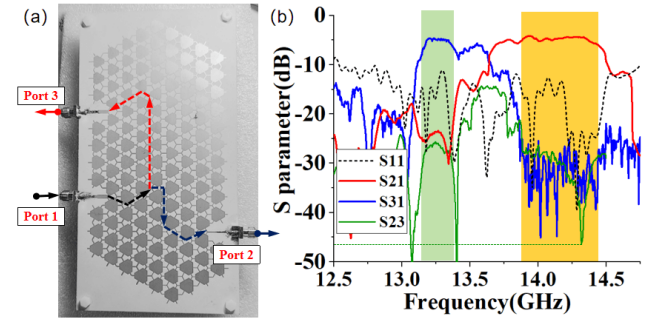 (a)
Port 3
Port 1
Port 2
(b)
S parameter(dB)
0
-10
-20
-30
-40
-50
S11
S21
S31
S23
12.5
13.0
13.5
14.0
14.5
Frequency(GHz)